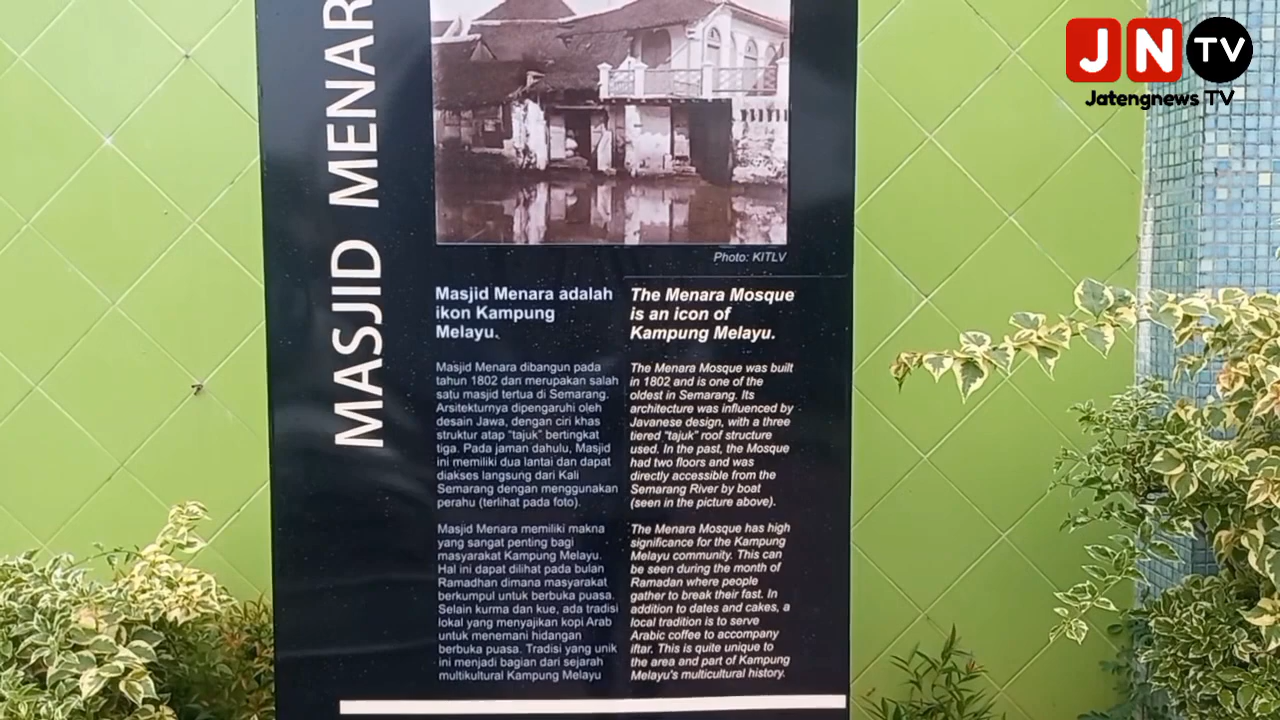 JN TV
Jatengnews TV
MASJID MENAR
Photo: KITLV
Masjid Menara adalah
ikon Kampung
Melayu.
Masjid Menara dibangun pada
tahun 1802 dan merupakan salah
satu masjid tertua di Semarang.
Arsitekturnya dipengaruhi oleh
desain Jawa, dengan ciri khas
struktur atap “tajuk” bertingkat
tiga. Pada jaman dahulu, Masjid
ini memiliki dua lantai dan dapat
diakses langsung dari Kali
Semarang dengan menggunakan
perahu (terlihat pada foto).
Masjid Menara memiliki makna
yang sangat penting bagi
masyarakat Kampung Melayu.
Hal ini dapat dilihat pada bulan
Ramadhan dimana masyarakat
berkumpul untuk berbuka puasa.
Selain kurma dan kue, ada tradisi
lokal yang menyajikan kopi Arab
untuk menemani hidangan
berbuka puasa. Tradisi yang unik
ini menjadi bagian dari sejarah
multikultural Kampung Melayu
The Menara Mosque
is an icon of
Kampung Melayu.
The Menara Mosque was built
in 1802 and is one of the
oldest in Semarang. Its
architecture was influenced by
Javanese design, with a three
tiered “tajuk” roof structure
used. In the past, the Mosque
had two floors and was
directly accessible from the
Semarang River by boat
(seen in the picture above).
The Menara Mosque has high
significance for the Kampung
Melayu community. This can
be seen during the month of
Ramadan where people
gather to break their fast. In
addition to dates and cakes, a
local tradition is to serve
Arabic coffee to accompany
iftar. This is quite unique to
the area and part of Kampung
Melayu's multicultural history.